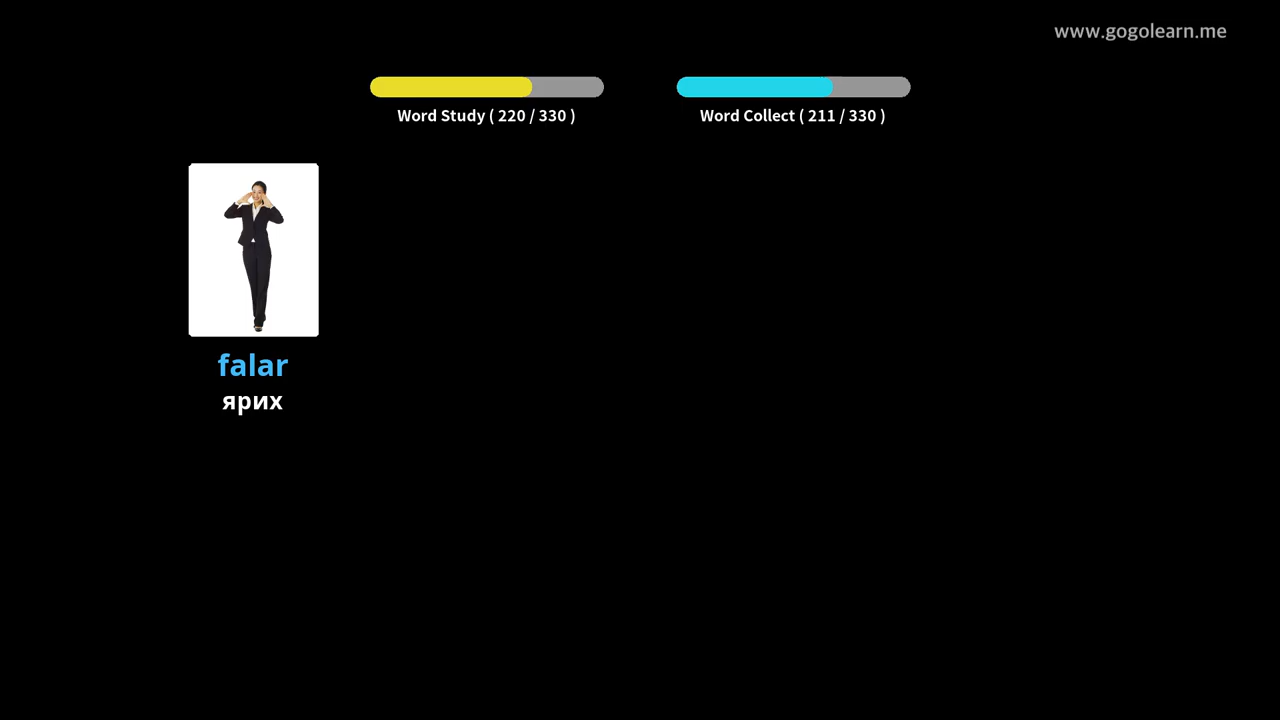 www.gogolearn.me
Word Study ( 220 / 330 )
Word Collect ( 211 / 330 )
falar
ярих